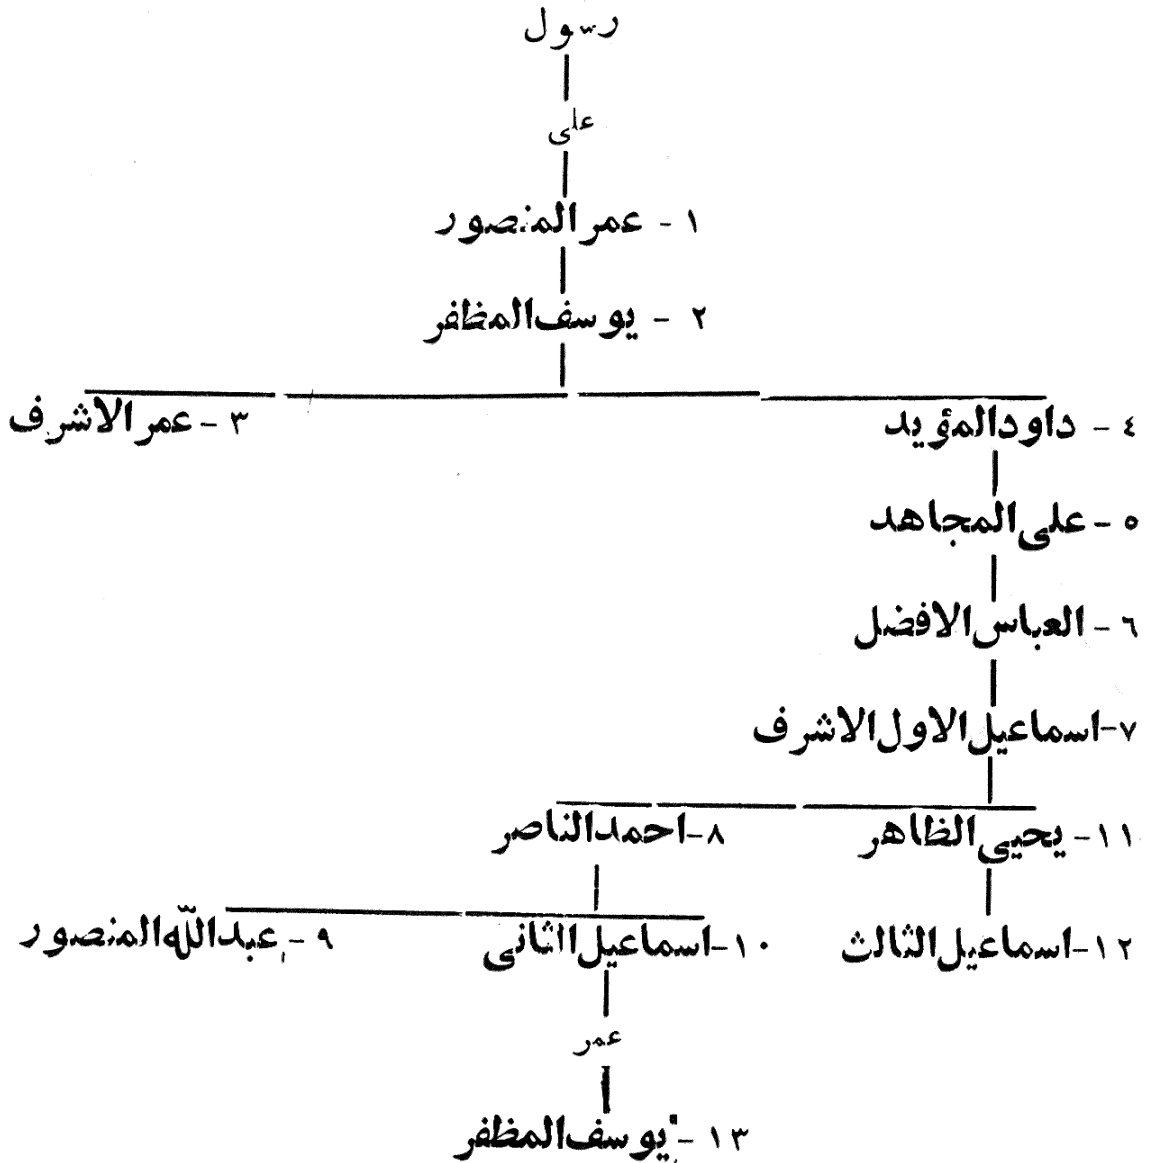 رسول
على
١ - عمر المنصور
٢ - يوسف المظفر
٤ - داود المؤيد
٣ - عمر الاشرف
٥ - على المجاهد
٦ - العباس الافضل
٧-اسماعيل الاول الاشرف
١١- يحيى الظاهر
٨-احمد الناصر
١٢-اسماعيل الثالث
١٠-اسماعيل الثانى
٩- عبد الله المنصور
عمر
١٣ - يوسف المظفر